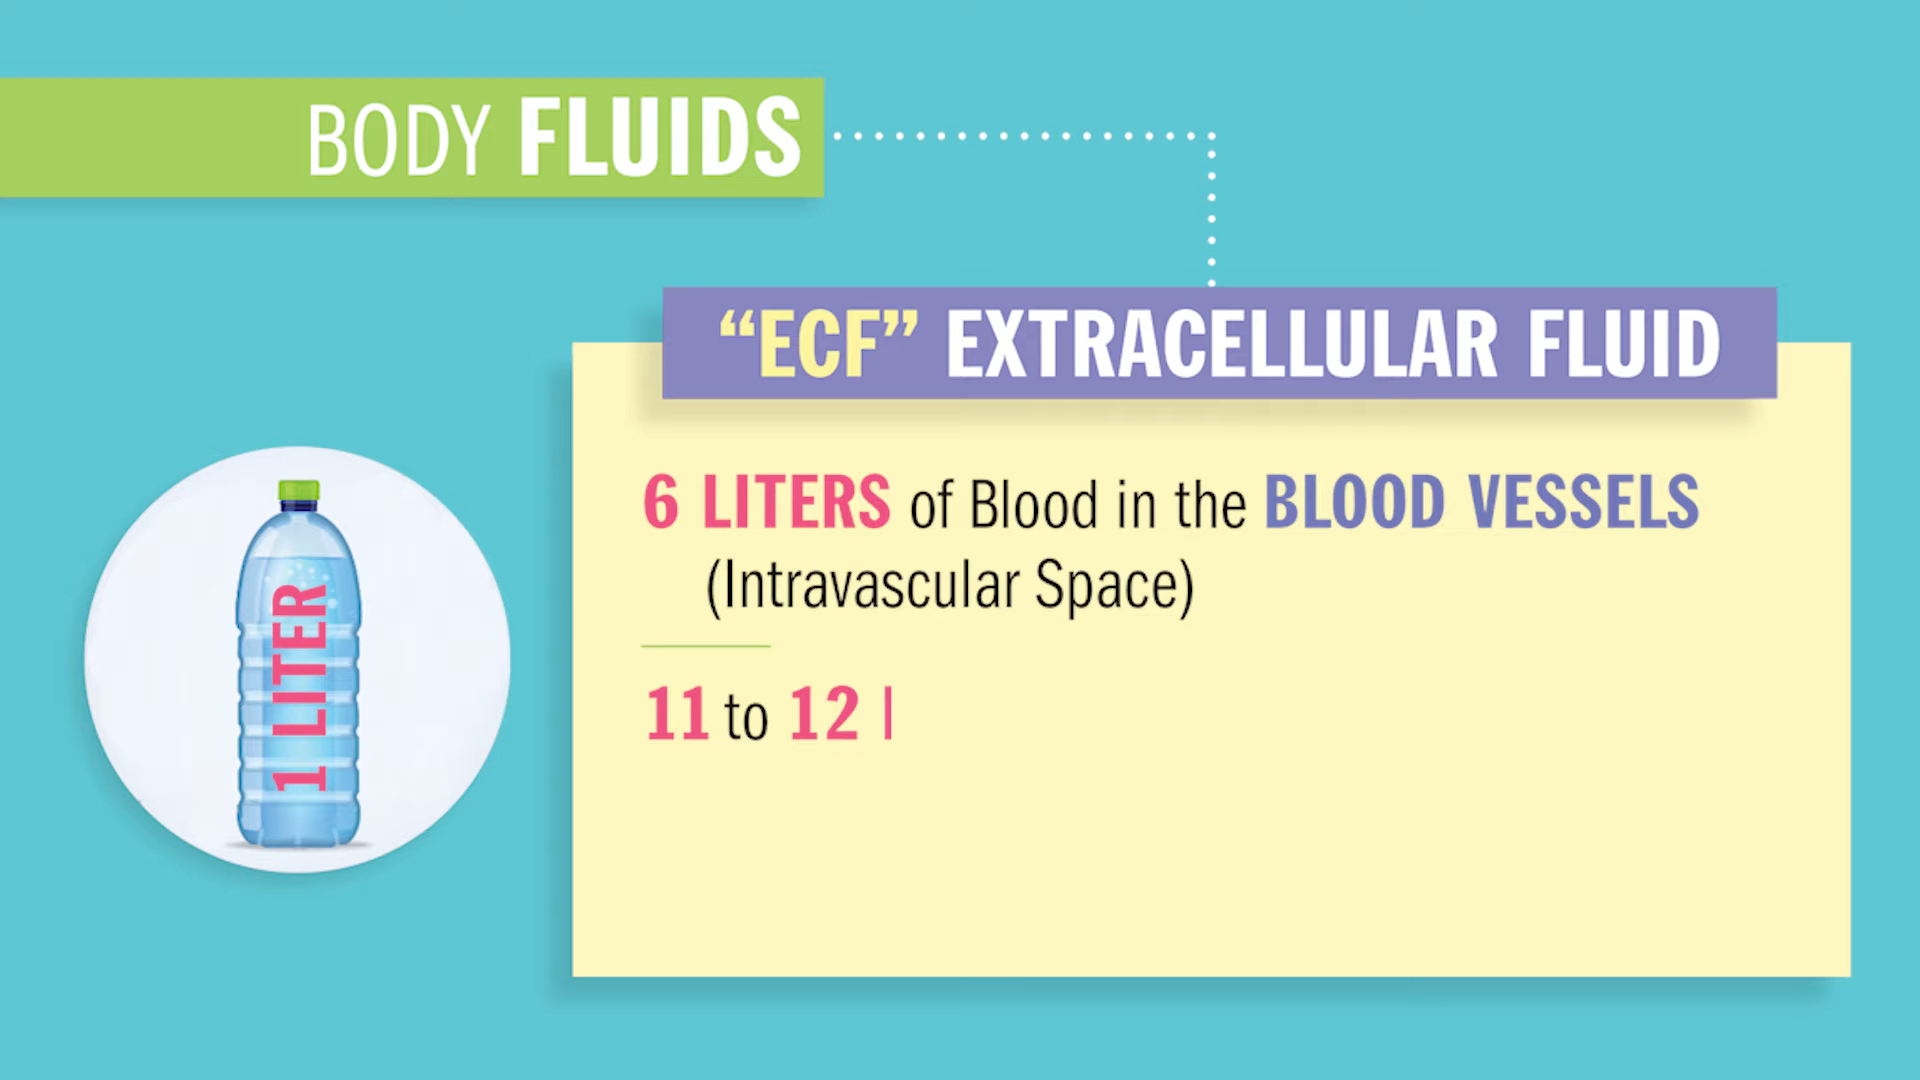 BODY FLUIDS
“ECF” EXTRACELLULAR FLUID
6 LITERS of Blood in the BLOOD VESSELS
(Intravascular Space)
11 to 12
1 LITER